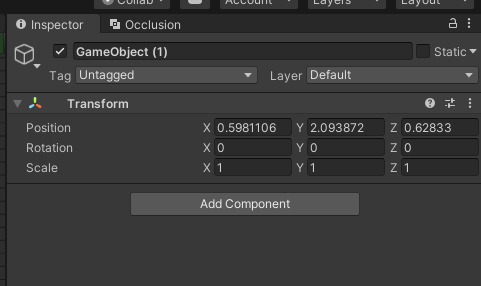 Collab Account Layers Layout
Inspector Occlusion
GameObject (1) Static
Tag Untagged Layer Default
Transform
Position X 0.5981106 Y 2.093872 Z 0.62833
Rotation X 0 Y 0 Z 0
Scale X 1 Y 1 Z 1
Add Component